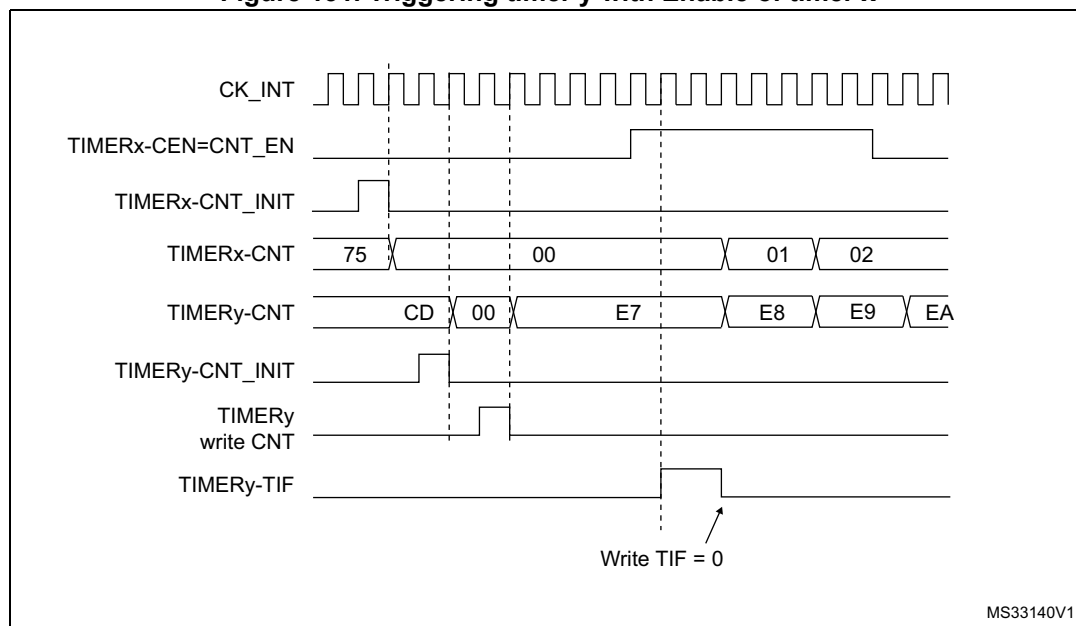 CK_INT
TIMERx-CEN=CNT_EN
TIMERx-CNT_INIT
TIMERx-CNT
75
00
01
02
TIMERy-CNT
CD
00
E7
E8
E9
EA
TIMERy-CNT_INIT
TIMERy
write CNT
TIMERy-TIF
Write TIF = 0
MS33140V1